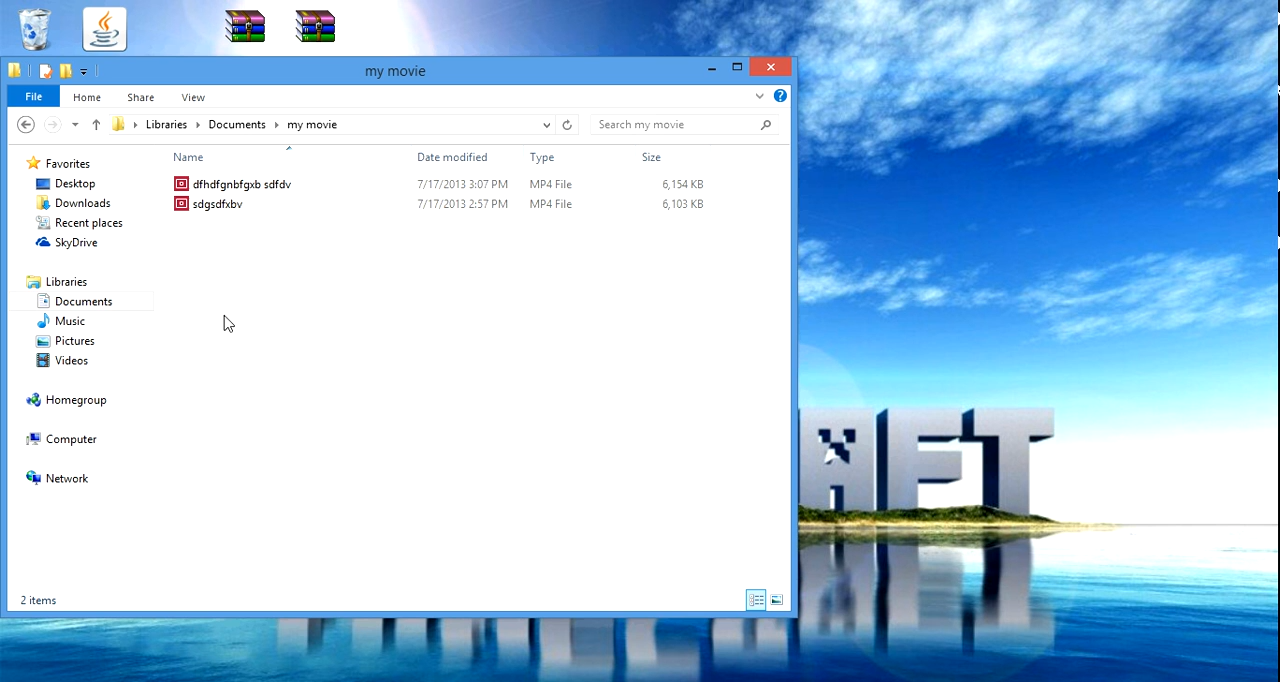 my movie
File Home Share View
Libraries Documents my movie Search my movie
Name Date modified Type Size
dfhdfgnbfgxb sdfdv 7/17/2013 3:07 PM MP4 File 6,154 KB
sdgsdfxbv 7/17/2013 2:57 PM MP4 File 6,103 KB
Favorites
Desktop
Downloads
Recent places
SkyDrive
Libraries
Documents
Music
Pictures
Videos
Homegroup
Computer
Network
AFT
2 items